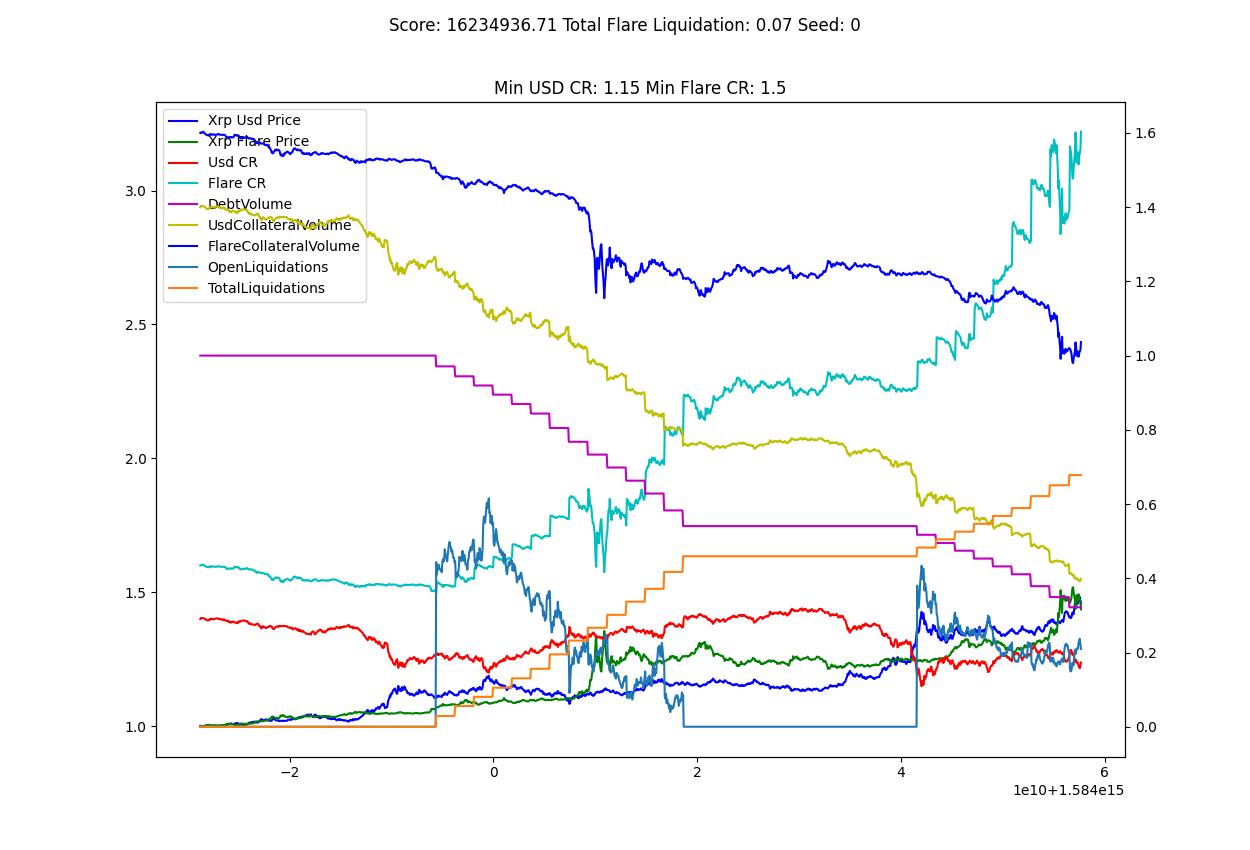 Score: 16234936.71 Total Flare Liquidation: 0.07 Seed: 0
Min USD CR: 1.15 Min Flare CR: 1.5
Xrp Usd Price
Xrp Flare Price
Usd CR
Flare CR
DebtVolume
UsdCollateralVolume
FlareCollateralVolume
OpenLiquidations
TotalLiquidations
3.0
2.5
2.0
1.5
1.0
1.6
1.4
1.2
1.0
0.8
0.6
0.4
0.2
0.0
−2 0 2 4 6
1e10+1.584e15